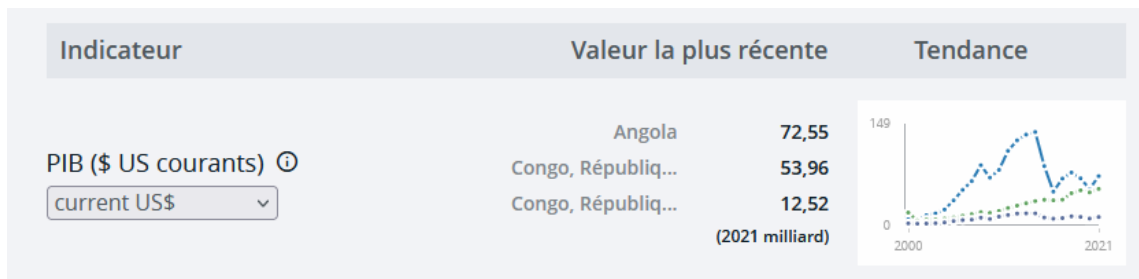 Indicateur Valeur la plus récente Tendance
Angola 72,55
PIB ($ US courants)
Congo, Républiq... 53,96
current US$
Congo, Républiq... 12,52
(2021 milliard)
149
0
2000 2021